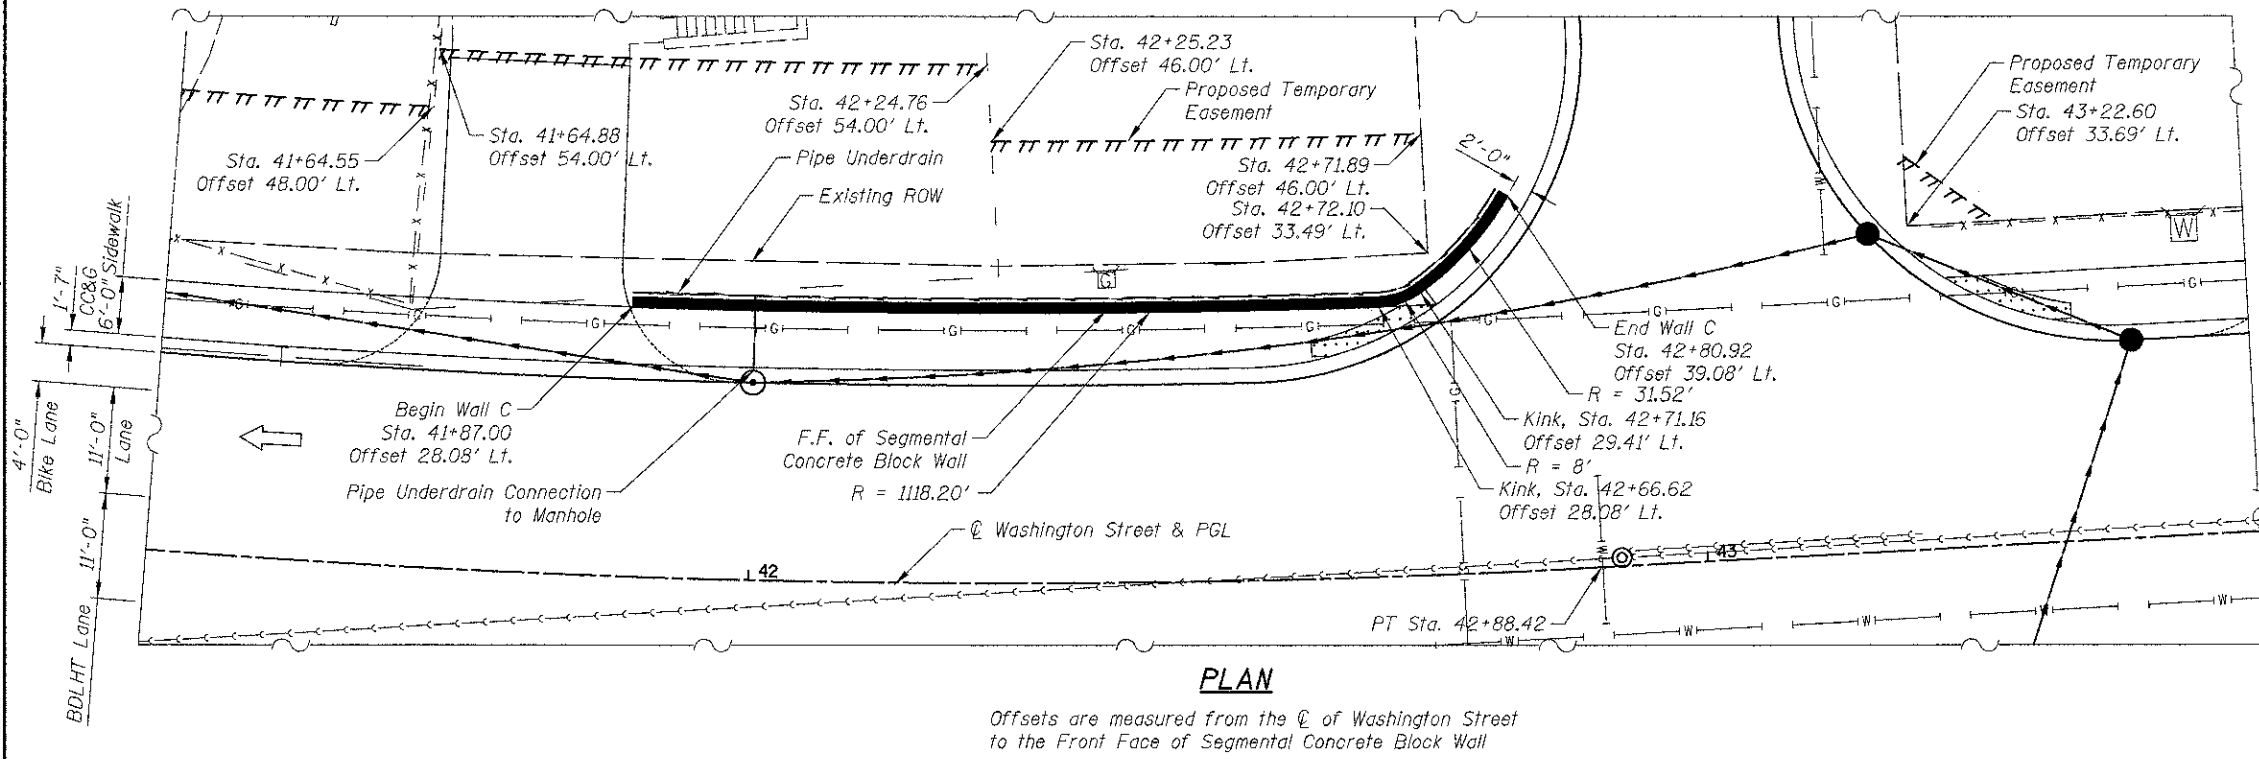 Sta. 42+25.23
Offset 46.00' Lt.
Proposed Temporary
Easement
Sta. 42+24.76
Offset 54.00' Lt.
Sta. 41+64.88
Offset 54.00' Lt.
Sta. 41+64.55
Offset 48.00' Lt.
Pipe Underdrain
Existing ROW
Sta. 42+71.89
Offset 46.00' Lt.
Sta. 42+72.10
Offset 33.49' Lt.
2'-0"
Proposed Temporary
Easement
Sta. 43+22.60
Offset 33.69' Lt.
W
G
1'-7"
CC&G
6'-0" Sidewalk
4'-0"
Bike Lane
11'-0"
Lane
11'-0"
BDLHT Lane
Begin Wall C
Sta. 41+87.00
Offset 28.08' Lt.
Pipe Underdrain Connection
to Manhole
F.F. of Segmental
Concrete Block Wall
R = 1118.20'
End Wall C
Sta. 42+80.92
Offset 39.08' Lt.
R = 31.52'
Kink, Sta. 42+71.16
Offset 29.41' Lt.
R = 8'
Kink, Sta. 42+66.62
Offset 28.08' Lt.
℄ Washington Street & PGL
42
43
PT Sta. 42+88.42
PLAN
Offsets are measured from the ℄ of Washington Street
to the Front Face of Segmental Concrete Block Wall